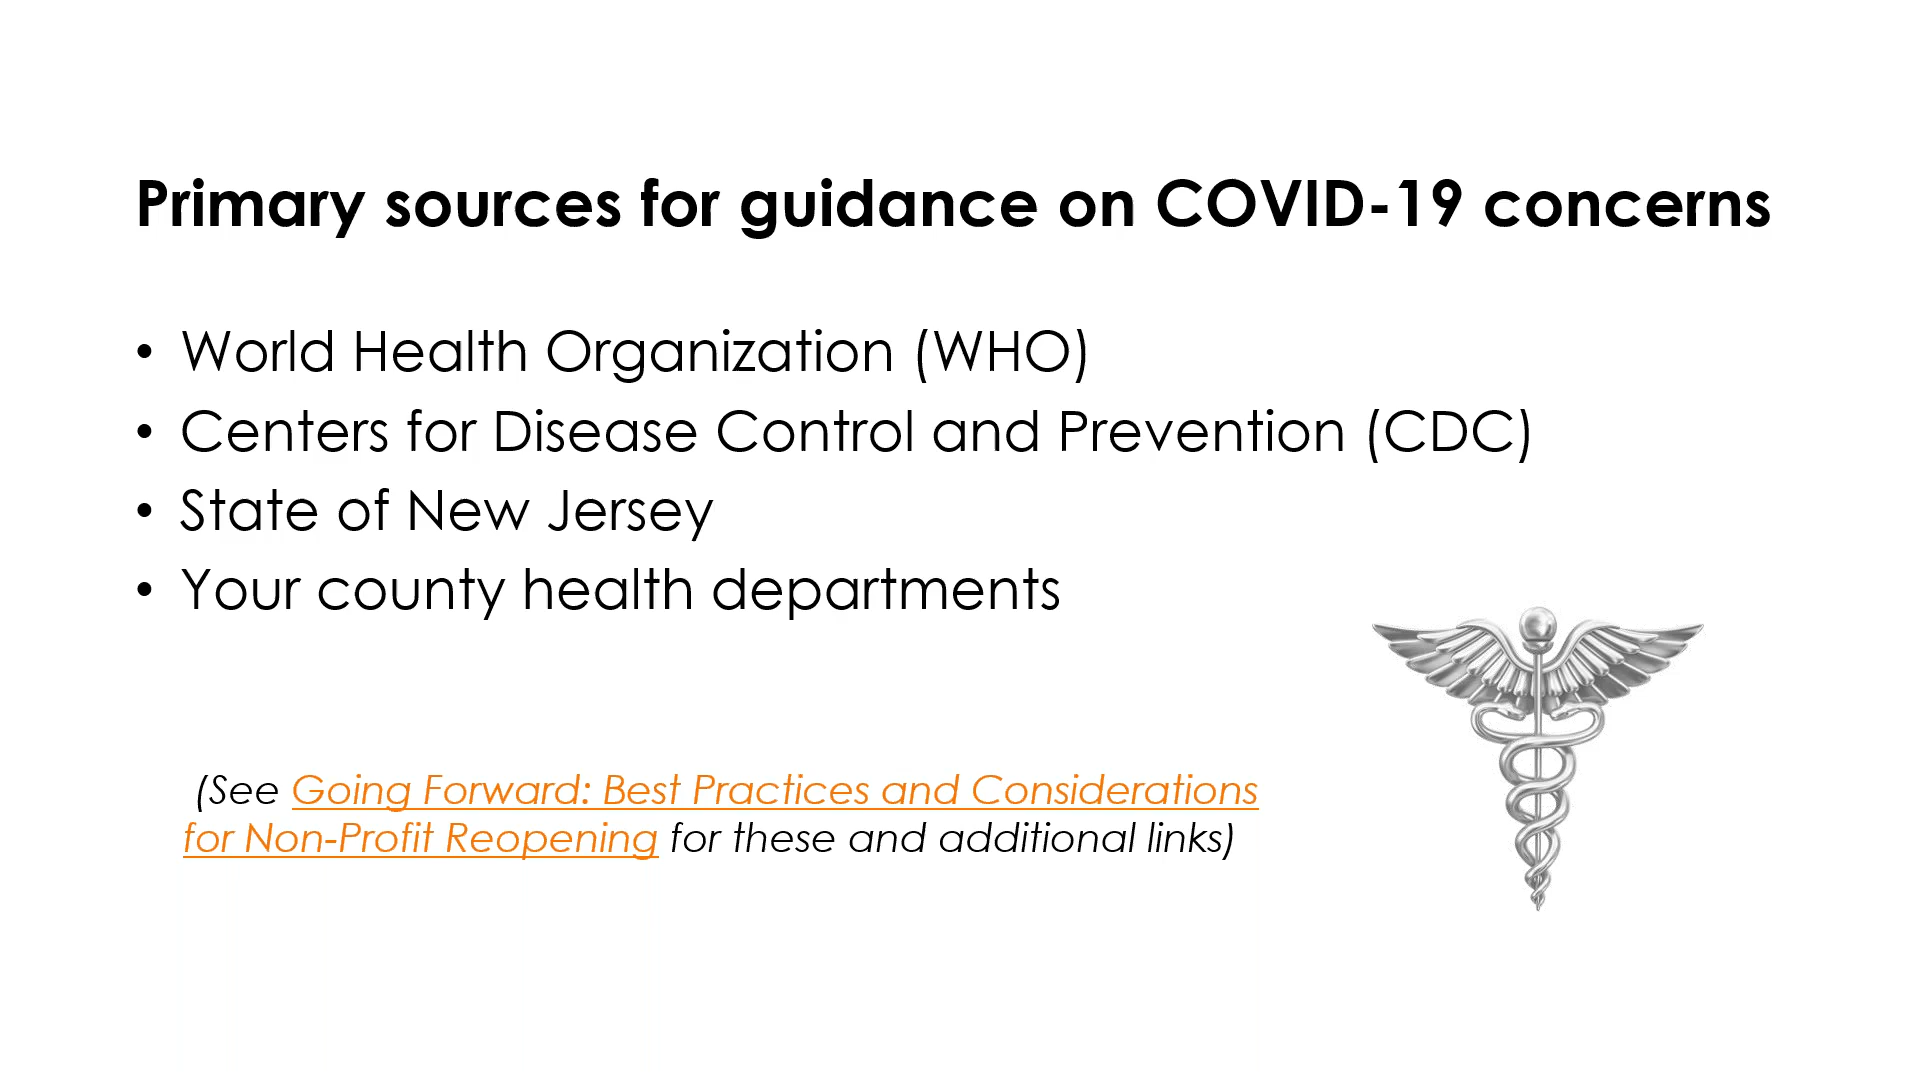 Primary sources for guidance on COVID-19 concerns
• World Health Organization (WHO)
• Centers for Disease Control and Prevention (CDC)
• State of New Jersey
• Your county health departments
(See Going Forward: Best Practices and Considerations
for Non-Profit Reopening for these and additional links)